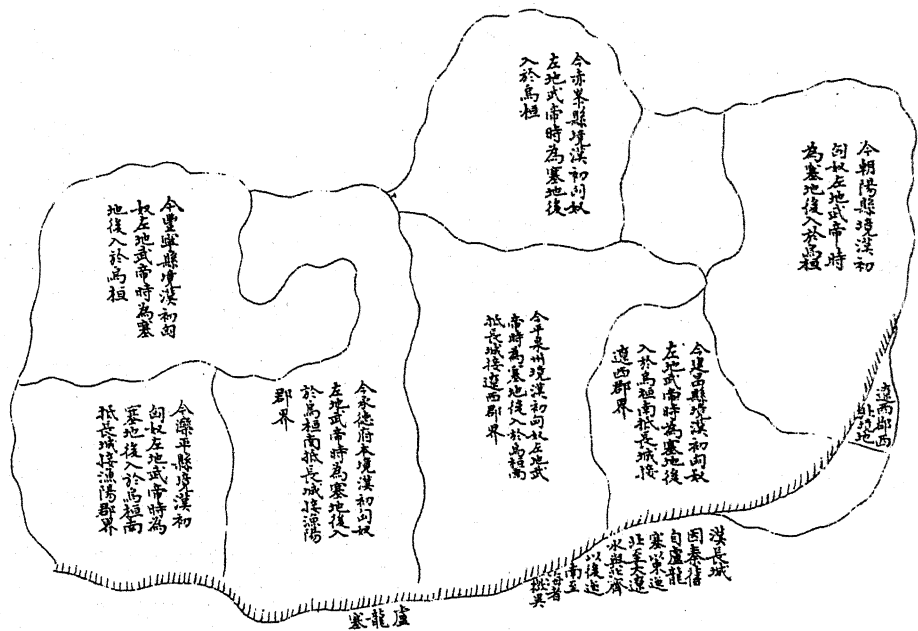 今朝陽縣境漢初
匈奴左地武帝時
為塞地後入於烏桓
今赤峯縣境漢初匈奴
左地武帝時為塞地後
入於烏桓
今豐寧縣境漢初匈
奴左地武帝時為塞
地後入於烏桓
遼西郡西
北境地
今建昌縣境漢初匈奴
左地武帝時為塞地後
入於烏桓南抵長城接
遼西郡界
今平泉州境漢初匈奴左地武
帝時為塞地後入於烏桓南
抵長城接遼西郡界
今承德府本境漢初匈奴
左地武帝時為塞地後入
於烏桓南抵長城接漁陽
郡界
今灤平縣境漢初
匈奴左地武帝時為
塞地後入於烏桓南
抵長城接漁陽郡界
漢長城
因秦舊
自盧龍
塞以東迤
北至大遼
水與
以後迤
南至
者
異
盧龍塞